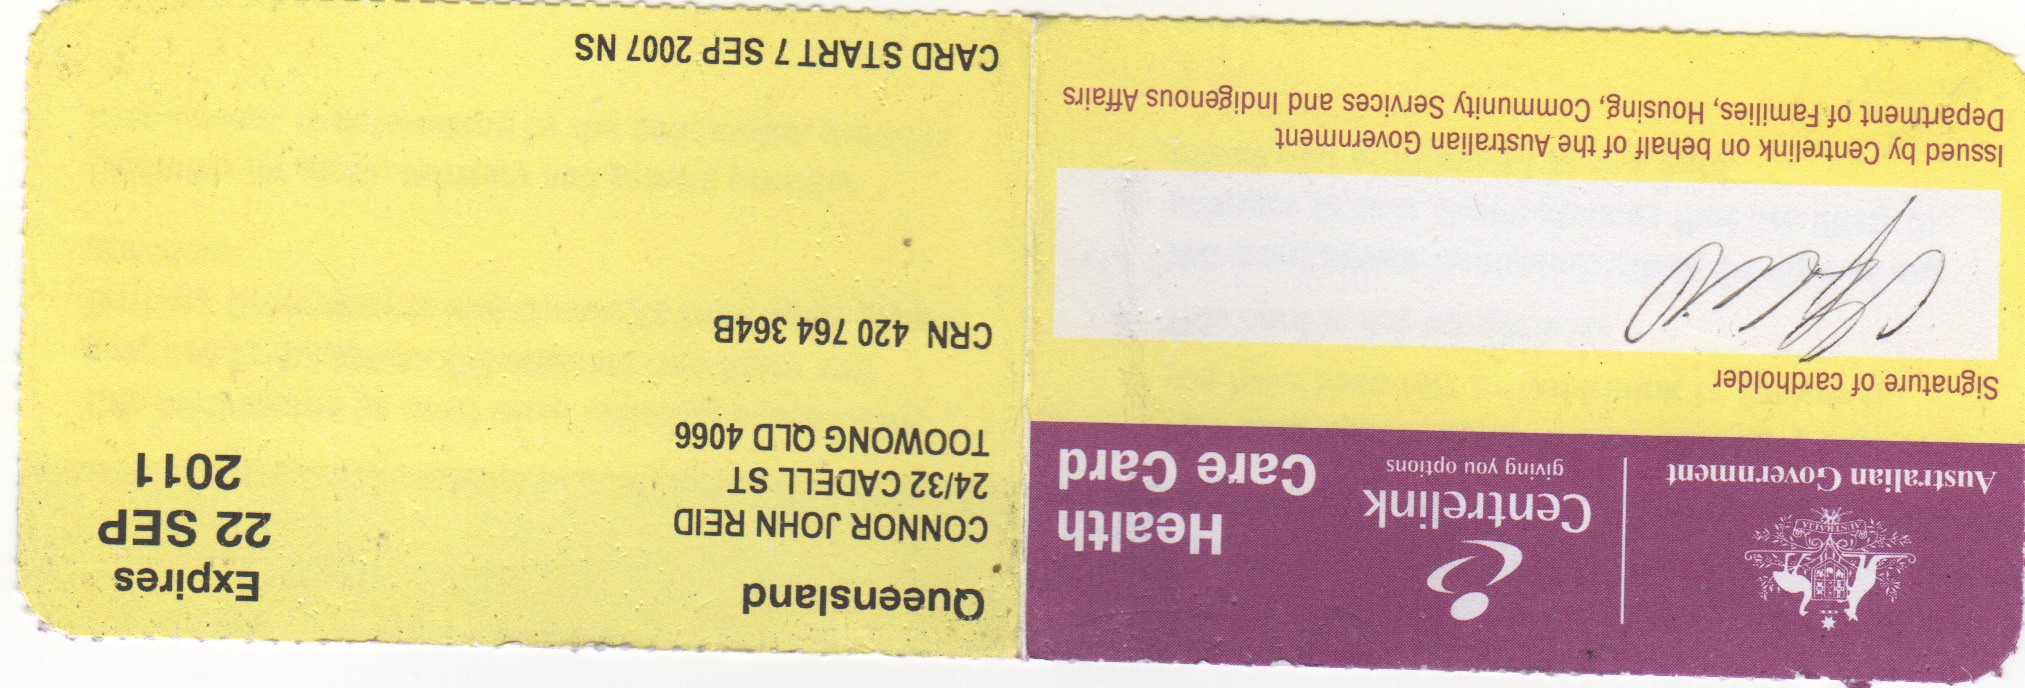 Australian Government
AUSTRALIA
Centrelink
giving you options
Health
Care Card
Signature of cardholder
Issued by Centrelink on behalf of the Australian Government
Department of Families, Housing, Community Services and Indigenous Affairs
Queensland
Expires
22 SEP
2011
CONNOR JOHN REID
24/32 CADELL ST
TOOWONG QLD 4066
CRN 420 764 364B
CARD START 7 SEP 2007 NS